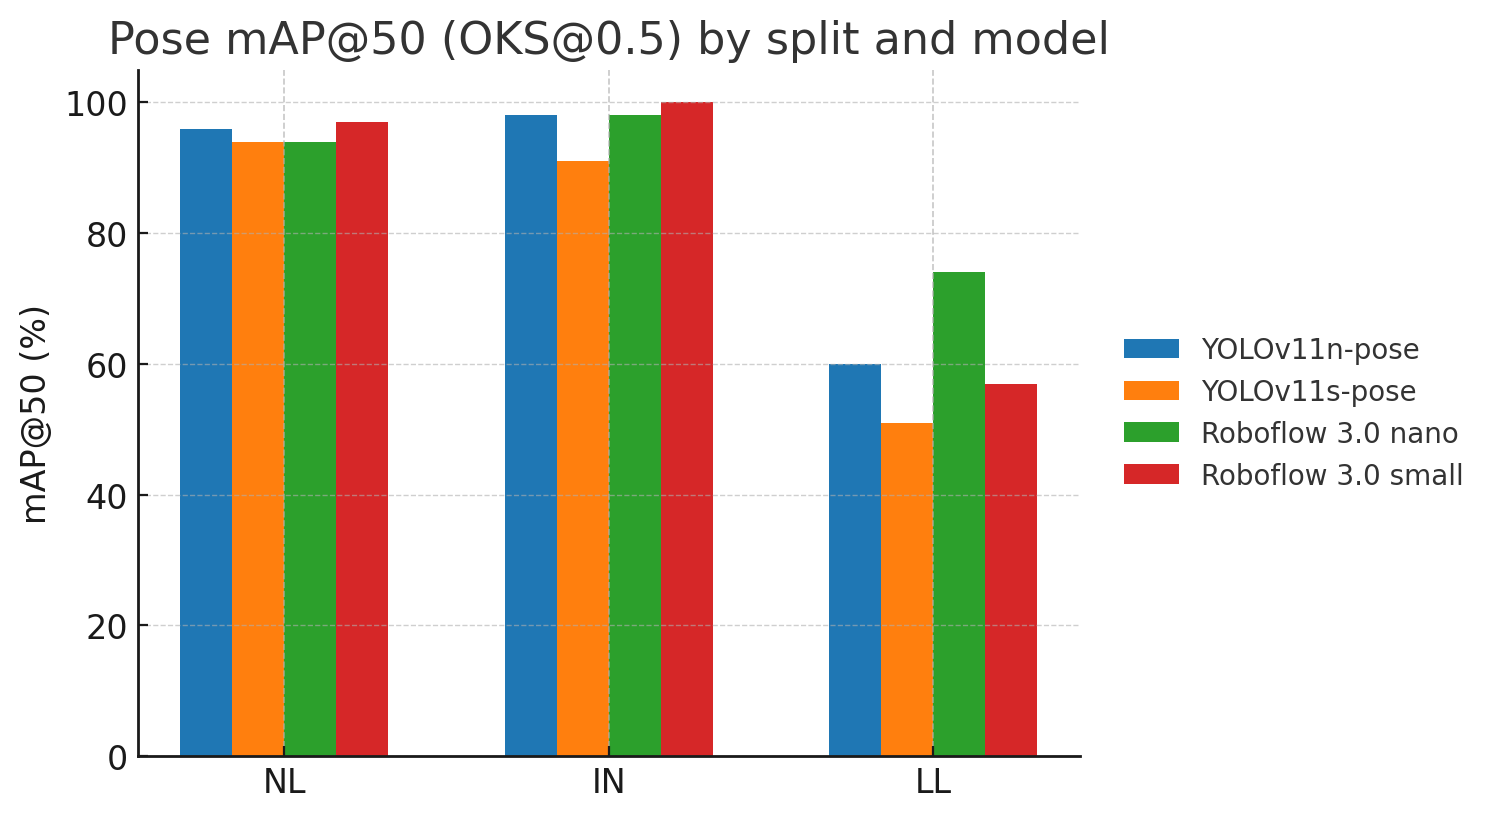 Pose mAP@50 (OKS@0.5) by split and model
mAP@50 (%)
100
80
60
40
20
0
NL
IN
LL
YOLOv11n-pose
YOLOv11s-pose
Roboflow 3.0 nano
Roboflow 3.0 small